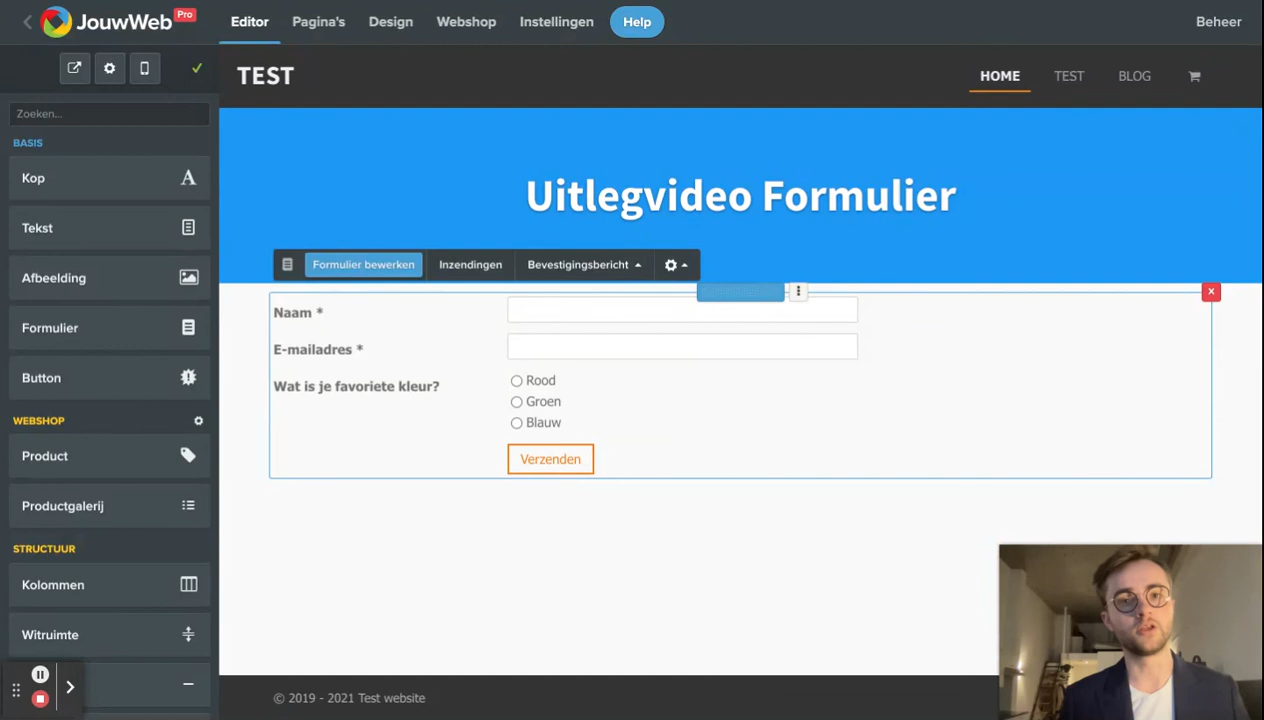 JouwWeb Pro
Editor
Pagina's
Design
Webshop
Instellingen
Help
Beheer
Zoeken...
BASIS
Kop
Tekst
Afbeelding
Formulier
Button
WEBSHOP
Product
Productgalerij
STRUCTUUR
Kolommen
Witruimte
TEST
HOME
TEST
BLOG
Uitlegvideo Formulier
Formulier bewerken
Inzendingen
Bevestigingsbericht
Naam *
E-mailadres *
Wat is je favoriete kleur?
Rood
Groen
Blauw
Verzenden
© 2019 - 2021 Test website